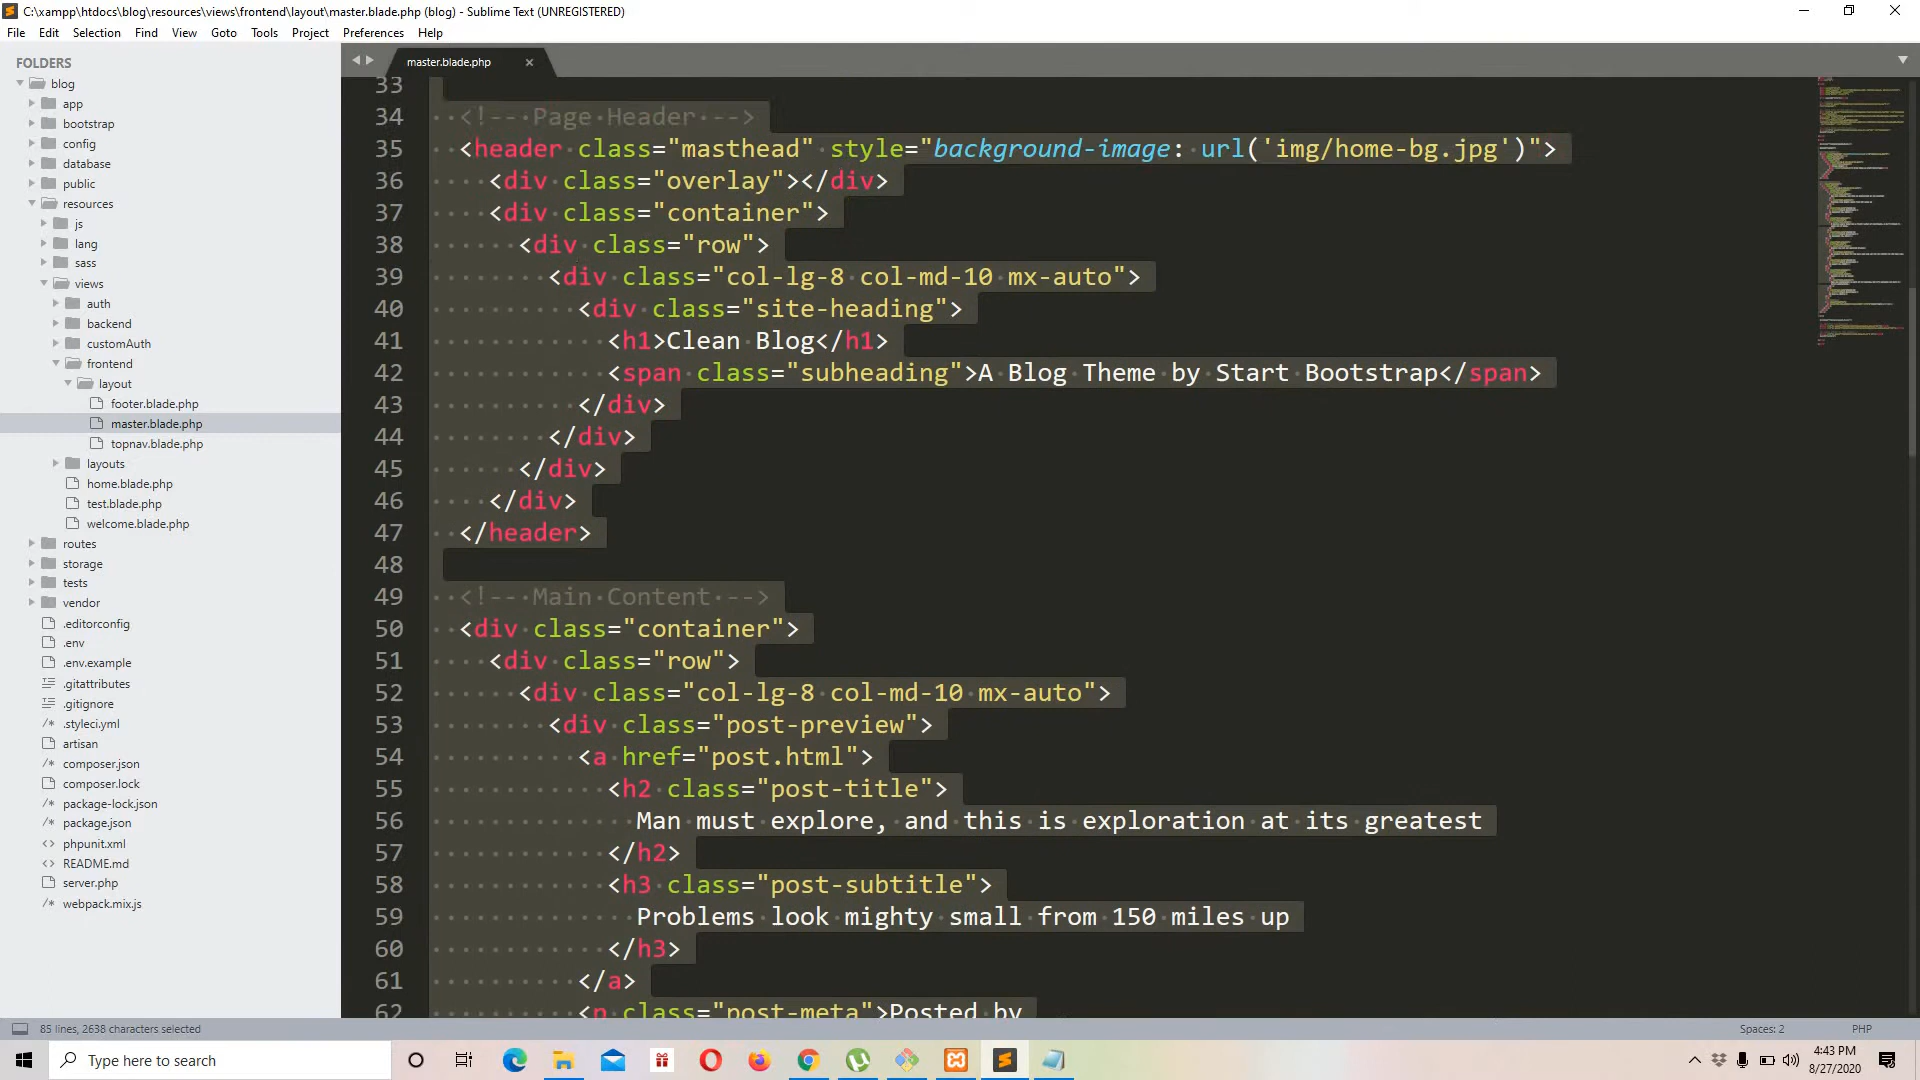 C:\xampp\htdocs\blog\resources\views\frontend\layout\master.blade.php (blog) - Sublime Text (UNREGISTERED)
File Edit Selection Find View Goto Tools Project Preferences Help
FOLDERS
blog
app
bootstrap
config
database
public
resources
js
lang
sass
views
auth
backend
customAuth
frontend
layout
footer.blade.php
master.blade.php
topnav.blade.php
layouts
home.blade.php
test.blade.php
welcome.blade.php
routes
storage
tests
vendor
.editorconfig
.env
.env.example
.gitattributes
.gitignore
.styleci.yml
artisan
composer.json
composer.lock
package-lock.json
package.json
phpunit.xml
README.md
server.php
webpack.mix.js
master.blade.php
33
34 <!-- Page Header -->
35 <header class="masthead" style="background-image: url('img/home-bg.jpg')">
36 <div class="overlay"></div>
37 <div class="container">
38 <div class="row">
39 <div class="col-lg-8 col-md-10 mx-auto">
40 <div class="site-heading">
41 <h1>Clean Blog</h1>
42 <span class="subheading">A Blog Theme by Start Bootstrap</span>
43 </div>
44 </div>
45 </div>
46 </div>
47 </header>
48
49 <!-- Main Content -->
50 <div class="container">
51 <div class="row">
52 <div class="col-lg-8 col-md-10 mx-auto">
53 <div class="post-preview">
54 <a href="post.html">
55 <h2 class="post-title">
56 Man must explore, and this is exploration at its greatest
57 </h2>
58 <h3 class="post-subtitle">
59 Problems look mighty small from 150 miles up
60 </h3>
61 </a>
62 <p class="post-meta">Posted by
85 lines, 2638 characters selected
Spaces: 2 PHP
Type here to search
4:43 PM
8/27/2020